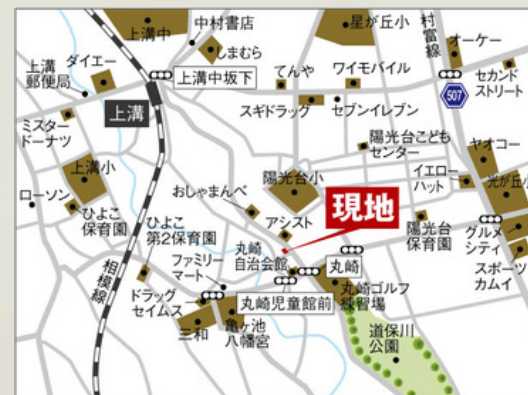 上溝中
中村書店
しまむら
星が丘小
村富線
オーケー
ダイエー
上溝
郵便局
上溝中坂下
てんや
ワイモバイル
セカンド
ストリート
507
上溝
スギドラッグ
セブンイレブン
ミスター
ドーナツ
陽光台こども
センター
ヤオコー
上溝小
イエロー
ハット
光が丘小
おしゃまんべ
陽光台小
ローソン
ひよこ
保育園
ひよこ
第2保育園
アシスト
現地
陽光台
保育園
グルメ
シティ
相模線
丸崎
自治会館
丸崎
スポーツ
カムイ
ファミリー
マート
丸崎ゴルフ
練習場
ドラッグ
セイムス
丸崎児童館前
三和
亀ヶ池
八幡宮
道保川
公園